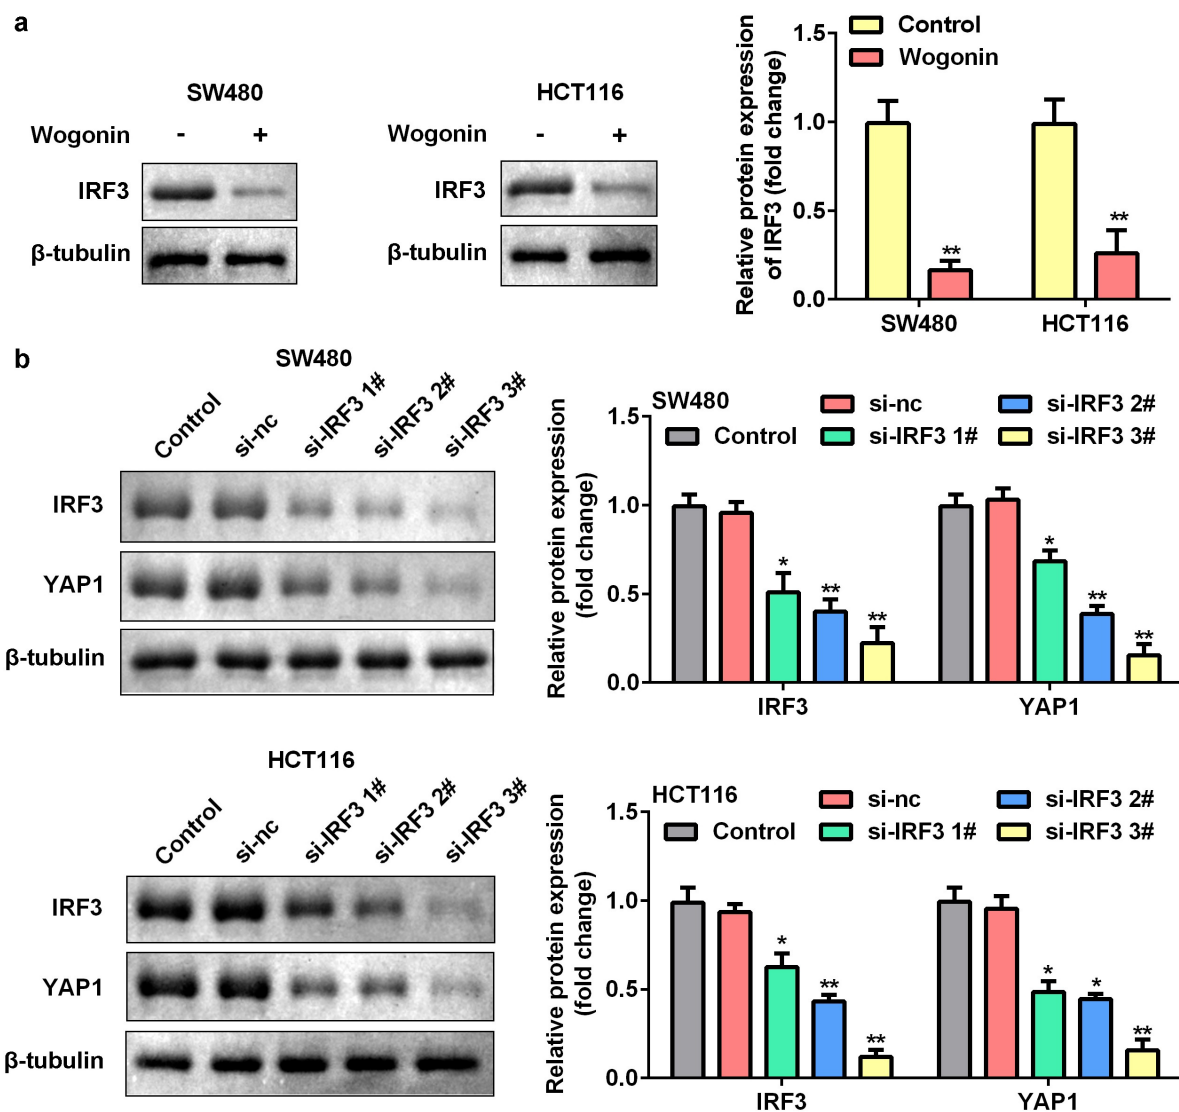 a
SW480
Wogonin - +
IRF3
β-tubulin
HCT116
Wogonin - +
IRF3
β-tubulin
Control
Wogonin
Relative protein expression
of IRF3 (fold change)
1.5
1.0
0.5
0.0
** **
SW480 HCT116
b
SW480
Control si-nc si-IRF3 1# si-IRF3 2# si-IRF3 3#
IRF3
YAP1
β-tubulin
SW480
si-nc si-IRF3 2#
Control si-IRF3 1# si-IRF3 3#
Relative protein expression
(fold change)
1.5
1.0
0.5
0.0
* ** ** * ** **
IRF3 YAP1
HCT116
Control si-nc si-IRF3 1# si-IRF3 2# si-IRF3 3#
IRF3
YAP1
β-tubulin
HCT116
si-nc si-IRF3 2#
Control si-IRF3 1# si-IRF3 3#
Relative protein expression
(fold change)
1.5
1.0
0.5
0.0
* ** ** * * **
IRF3 YAP1